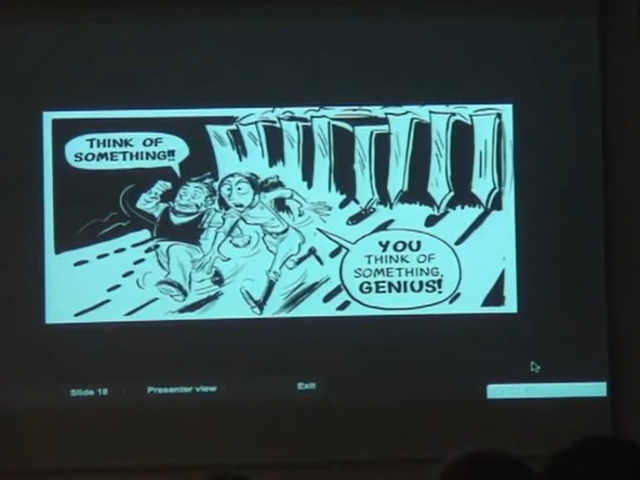 THINK OF
SOMETHING!!
YOU
THINK OF
SOMETHING,
GENIUS!
Slide 18
Presenter view
Exit